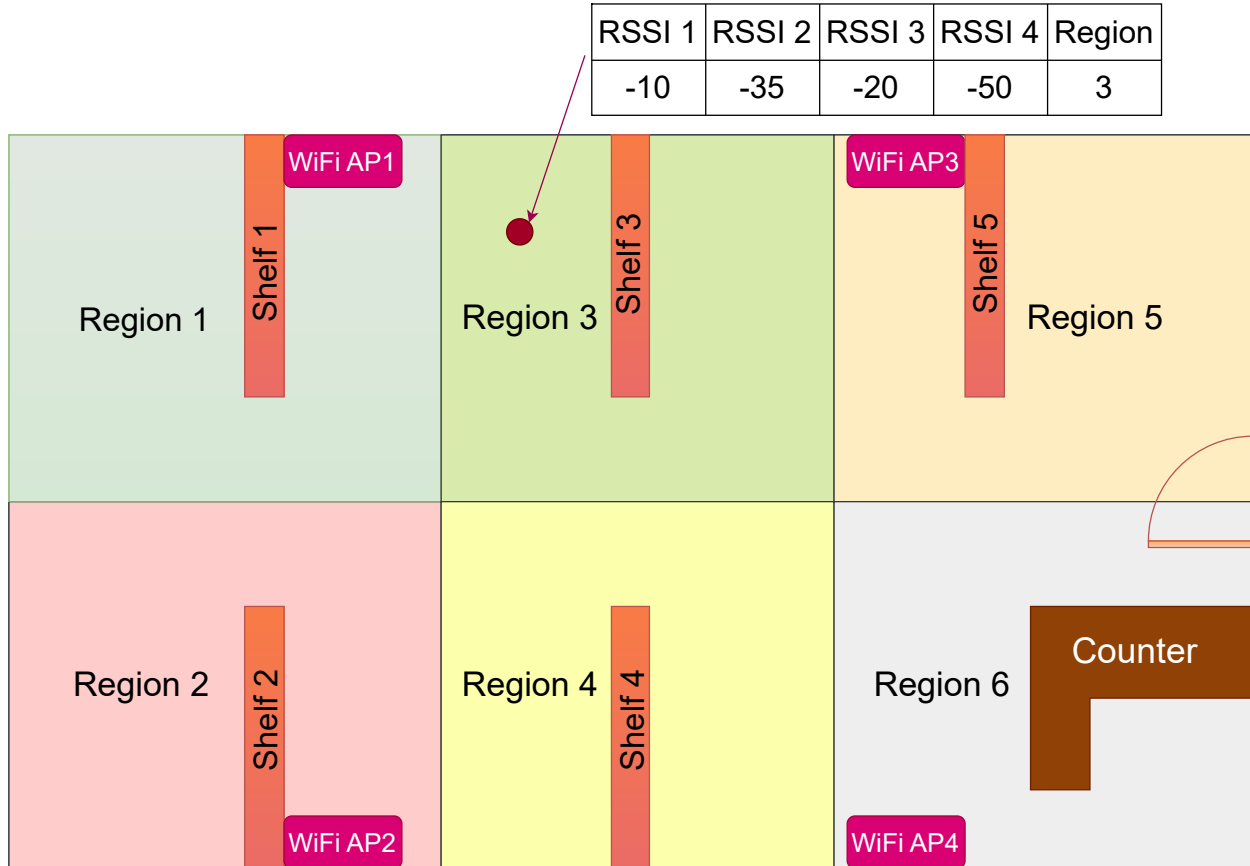 RSSI 1 RSSI 2 RSSI 3 RSSI 4 Region
-10 -35 -20 -50 3
WiFi AP1
WiFi AP3
Shelf 1
Shelf 3
Shelf 5
Region 1
Region 3
Region 5
Region 2
Shelf 2
Region 4
Shelf 4
Region 6
Counter
WiFi AP2
WiFi AP4